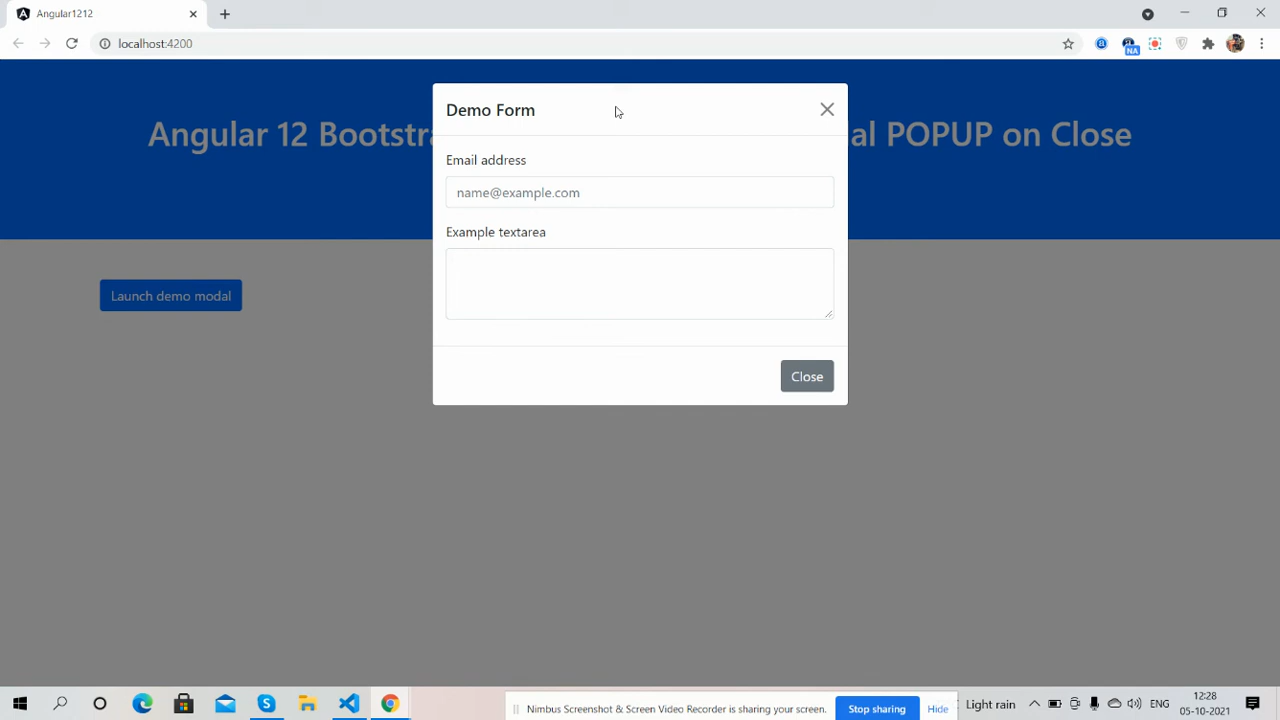 Angular1212
localhost:4200
NA
Angular 12 Bootstra
al POPUP on Close
Demo Form
Email address
name@example.com
Example textarea
Launch demo modal
Close
Nimbus Screenshot & Screen Video Recorder is sharing your screen.
Stop sharing
Hide
Light rain
ENG
12:28
05-10-2021